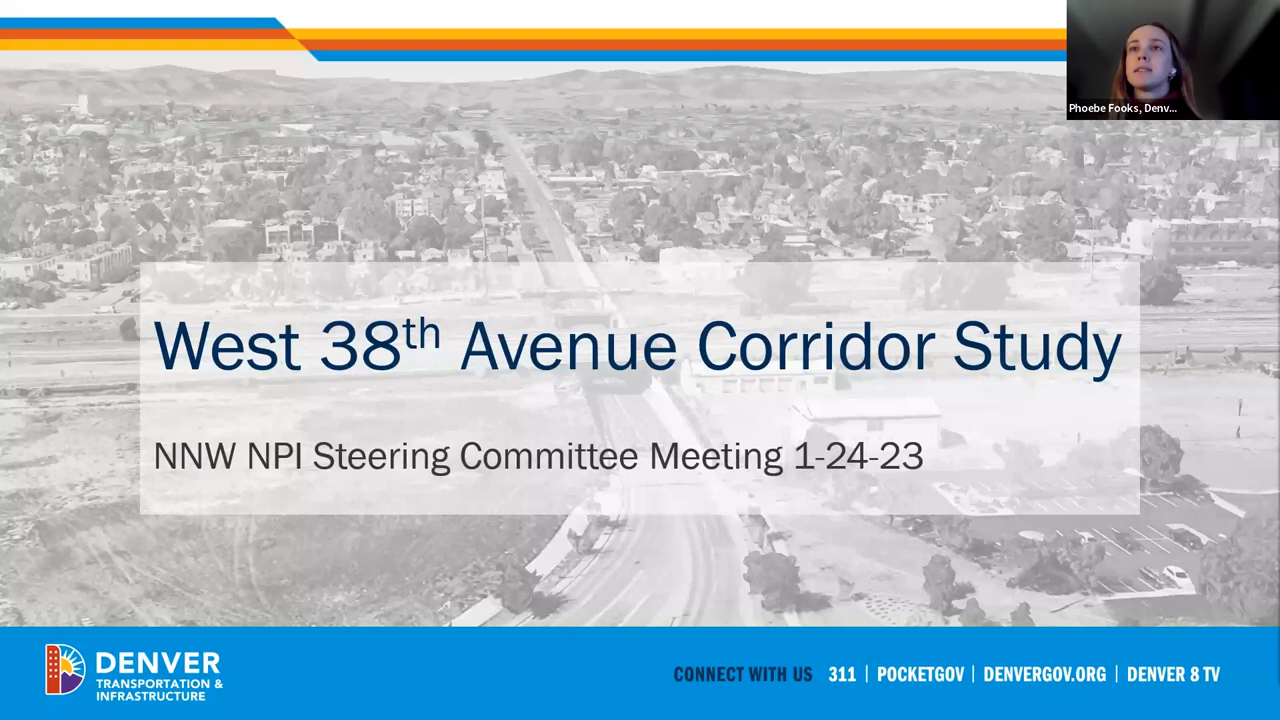 Phoebe Fooks, Denv...
West 38th Avenue Corridor Study
NNW NPI Steering Committee Meeting 1-24-23
DENVER
TRANSPORTATION &
INFRASTRUCTURE
CONNECT WITH US 311 | POCKETGOV | DENVERGOV.ORG | DENVER 8 TV